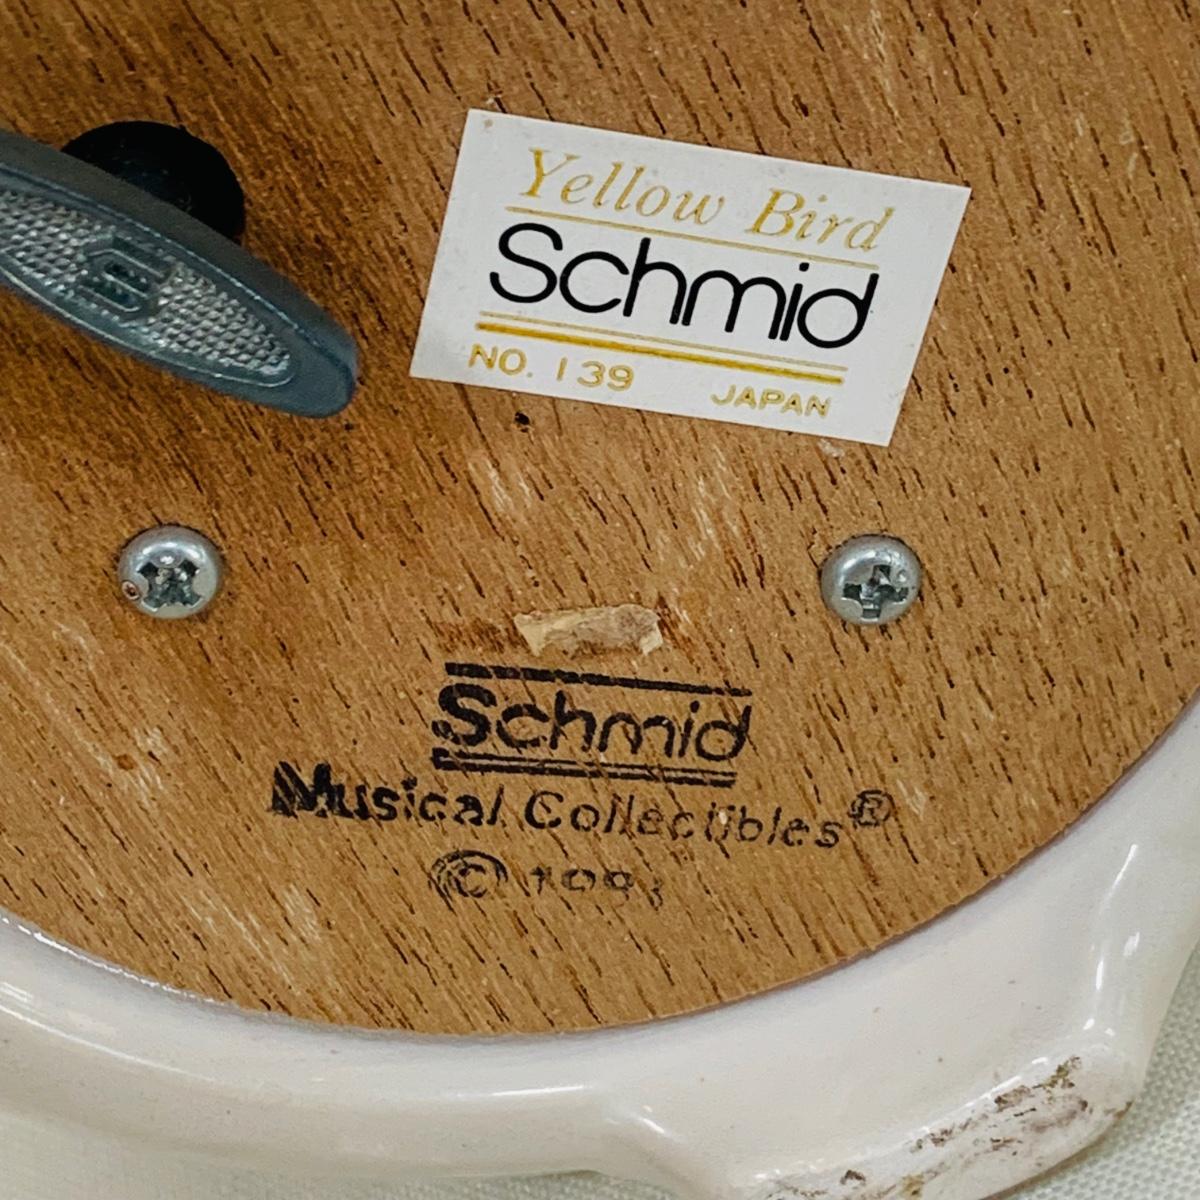 Yellow Bird
Schmid
NO. 139 JAPAN
Schmid
Musical Collectibles®
©